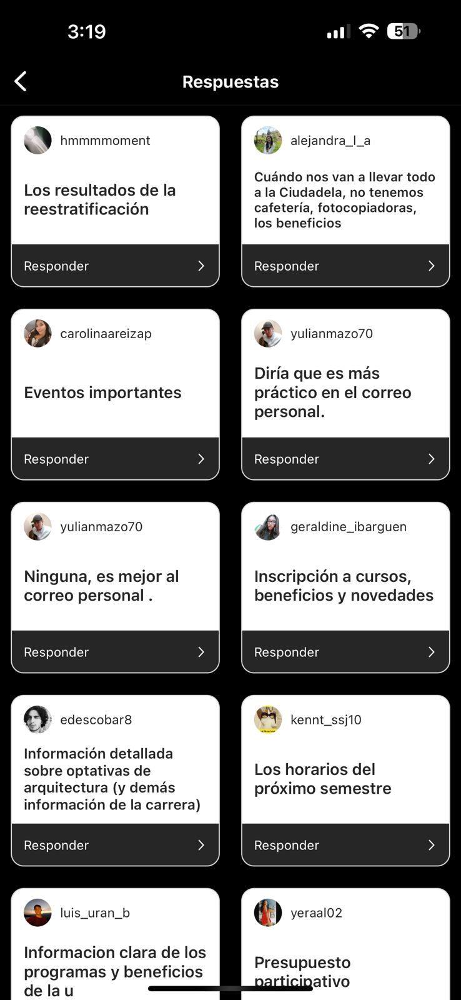 3:19
51
Respuestas
hmmmmoment
Los resultados de la
reestratificación
Responder
alejandra_l_a
Cuándo nos van a llevar todo
a la Ciudadela, no tenemos
cafetería, fotocopiadoras,
los beneficios
Responder
carolinaareizap
Eventos importantes
Responder
yulianmazo70
Diría que es más
práctico en el correo
personal.
Responder
yulianmazo70
Ninguna, es mejor al
correo personal .
Responder
geraldine_ibarguen
Inscripción a cursos,
beneficios y novedades
Responder
edescobar8
Información detallada
sobre optativas de
arquitectura (y demás
información de la carrera)
Responder
kennt_ssj10
Los horarios del
próximo semestre
Responder
luis_uran_b
Informacion clara de los
programas y beneficios
de la u
yeraal02
Presupuesto
participativo